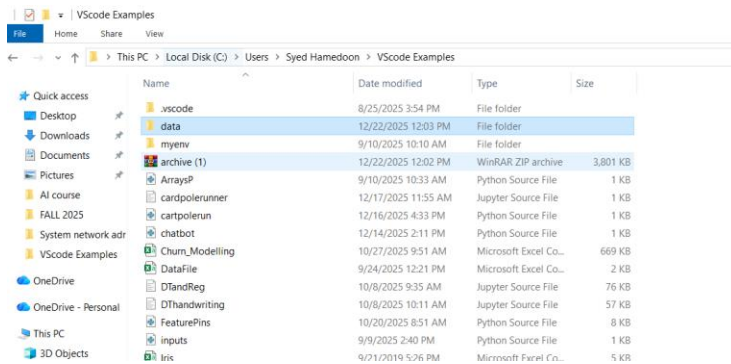 VScode Examples
File Home Share View
This PC > Local Disk (C:) > Users > Syed Hamedoon > VScode Examples
Name Date modified Type Size
Quick access
Desktop
Downloads
Documents
Pictures
AI course
FALL 2025
System network adr
VScode Examples
OneDrive
OneDrive - Personal
This PC
3D Objects
.vscode 8/25/2025 3:54 PM File folder
data 12/22/2025 12:03 PM File folder
myenv 9/10/2025 10:10 AM File folder
archive (1) 12/22/2025 12:02 PM WinRAR ZIP archive 3,801 KB
ArraysP 9/10/2025 10:33 AM Python Source File 1 KB
cardpolerunner 12/17/2025 11:55 AM Jupyter Source File 1 KB
cartpolerun 12/16/2025 4:33 PM Python Source File 1 KB
chatbot 12/14/2025 2:11 PM Python Source File 1 KB
Churn_Modelling 10/27/2025 9:51 AM Microsoft Excel Co... 669 KB
DataFile 9/24/2025 12:21 PM Microsoft Excel Co... 2 KB
DTandReg 10/8/2025 9:35 AM Jupyter Source File 76 KB
DThandwriting 10/8/2025 10:11 AM Jupyter Source File 57 KB
FeaturePins 10/20/2025 8:51 AM Python Source File 8 KB
inputs 9/9/2025 2:40 PM Python Source File 1 KB
Iris 9/21/2019 5:26 PM Microsoft Excel Co... 5 KB